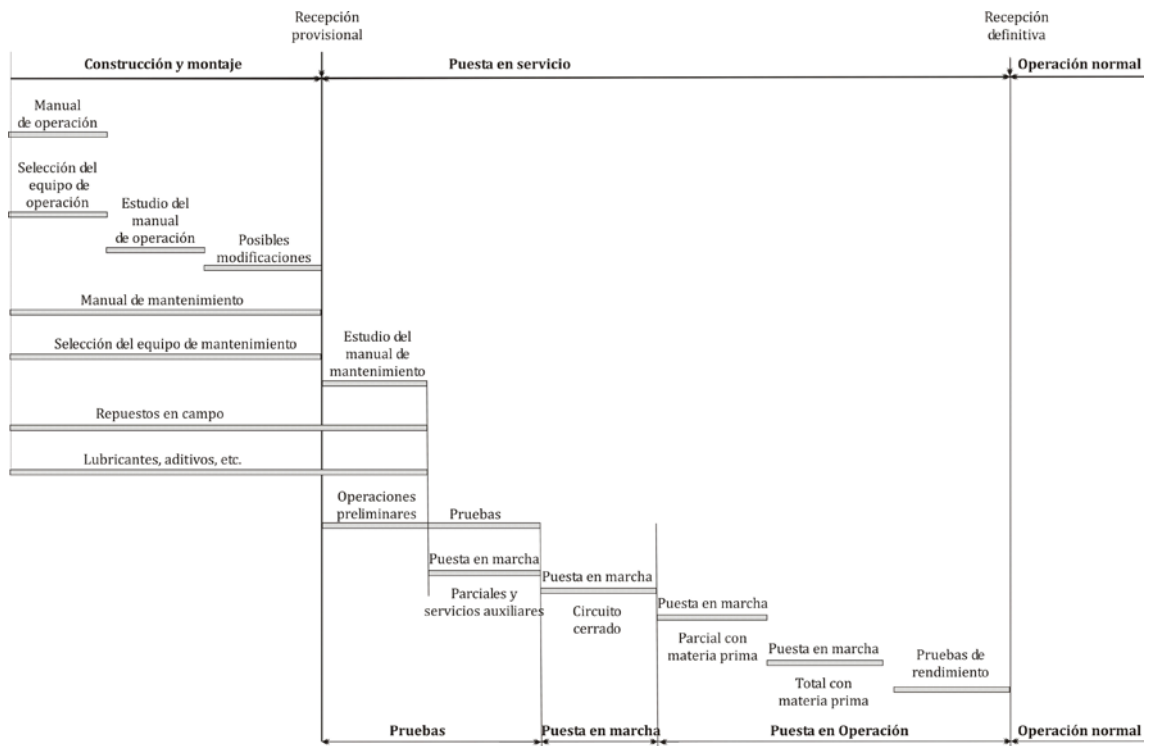 Recepción
provisional
Recepción
definitiva
Construcción y montaje
Puesta en servicio
Operación normal
Manual
de operación
Selección del
equipo de
operación
Estudio del
manual
de operación
Posibles
modificaciones
Manual de mantenimiento
Selección del equipo de mantenimiento
Estudio del
manual de
mantenimiento
Repuestos en campo
Lubricantes, aditivos, etc.
Operaciones
preliminares
Pruebas
Puesta en marcha
Parciales y
servicios auxiliares
Puesta en marcha
Circuito
cerrado
Puesta en marcha
Parcial con
materia prima
Puesta en marcha
Total con
materia prima
Pruebas de
rendimiento
Pruebas
Puesta en marcha
Puesta en Operación
Operación normal